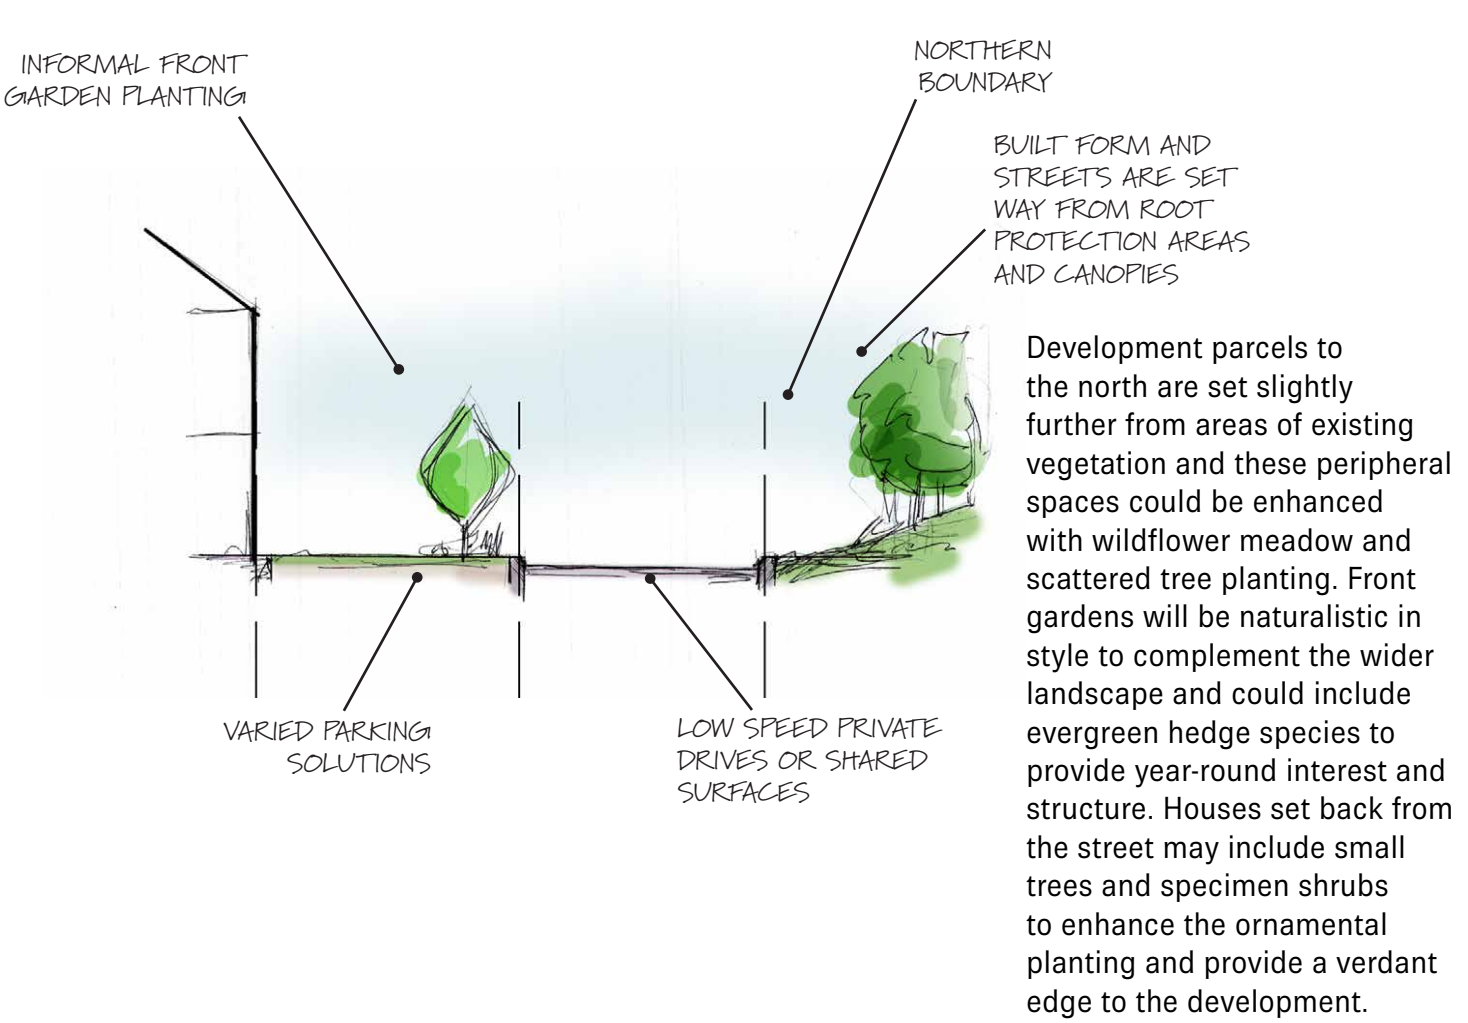 INFORMAL FRONT
GARDEN PLANTING
NORTHERN
BOUNDARY
BUILT FORM AND
STREETS ARE SET
WAY FROM ROOT
PROTECTION AREAS
AND CANOPIES
VARIED PARKING
SOLUTIONS
LOW SPEED PRIVATE
DRIVES OR SHARED
SURFACES
Development parcels to
the north are set slightly
further from areas of existing
vegetation and these peripheral
spaces could be enhanced
with wildflower meadow and
scattered tree planting. Front
gardens will be naturalistic in
style to complement the wider
landscape and could include
evergreen hedge species to
provide year-round interest and
structure. Houses set back from
the street may include small
trees and specimen shrubs
to enhance the ornamental
planting and provide a verdant
edge to the development.